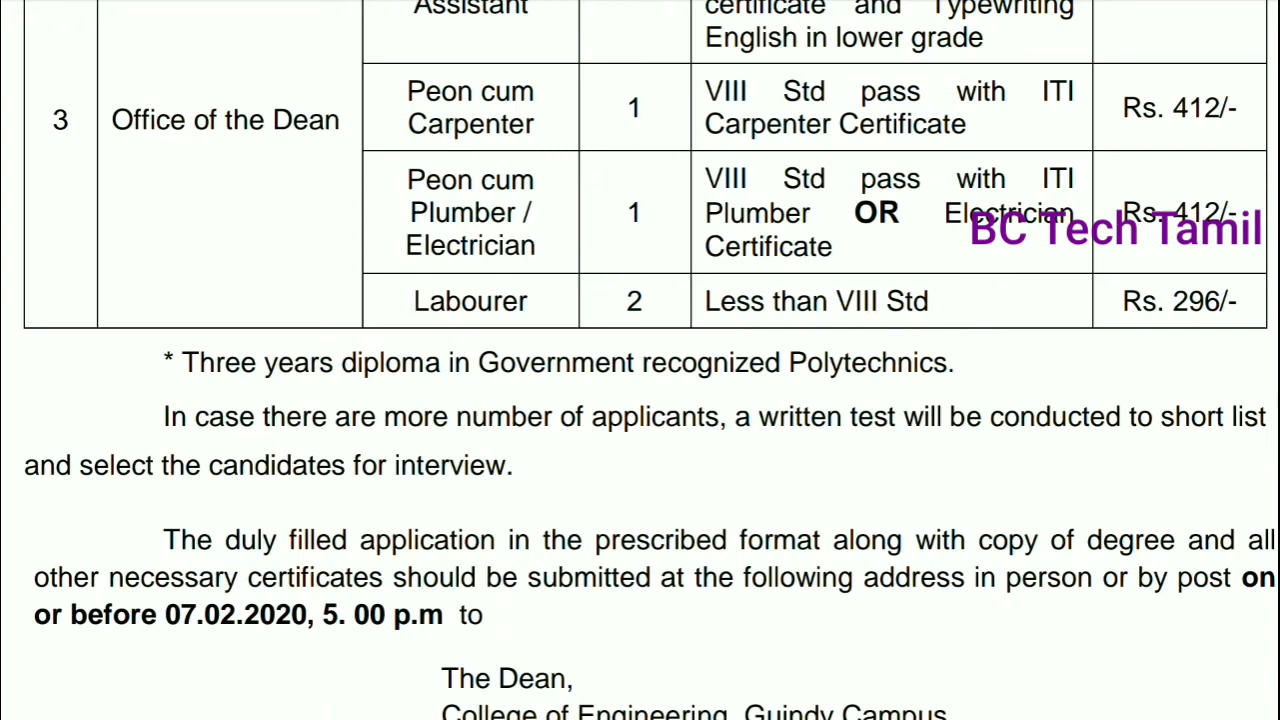 Assistant
certificate and Typewriting
English in lower grade
3
Office of the Dean
Peon cum
Carpenter
1
VIII Std pass with ITI
Carpenter Certificate
Rs. 412/-
Peon cum
Plumber /
Electrician
1
VIII Std pass with ITI
Plumber OR Electrician
Certificate
Rs. 412/-
BC Tech Tamil
Labourer
2
Less than VIII Std
Rs. 296/-
* Three years diploma in Government recognized Polytechnics.
In case there are more number of applicants, a written test will be conducted to short list
and select the candidates for interview.
The duly filled application in the prescribed format along with copy of degree and all
other necessary certificates should be submitted at the following address in person or by post on
or before 07.02.2020, 5. 00 p.m to
The Dean,
College of Engineering, Guindy Campus